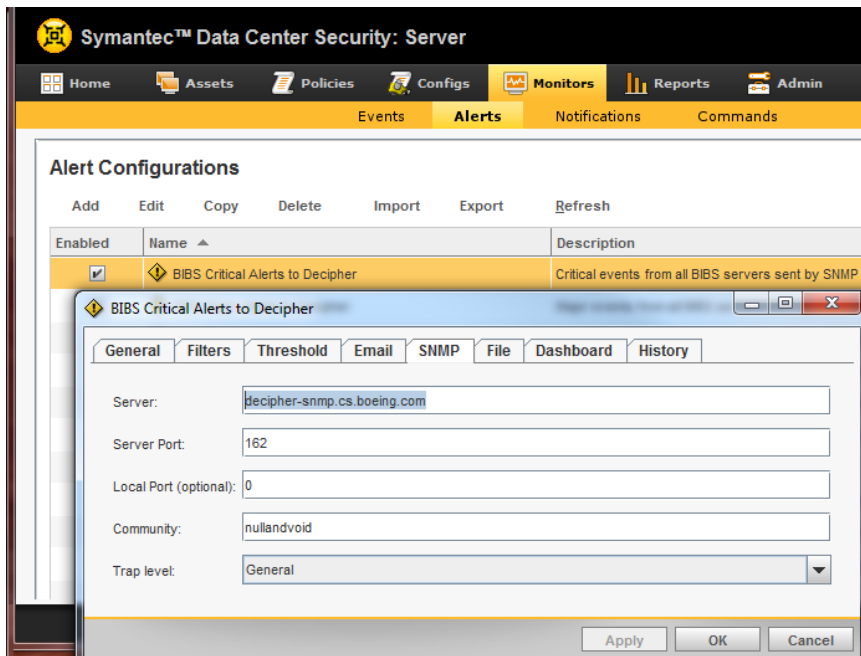 Symantec™ Data Center Security: Server
Home Assets Policies Configs Monitors Reports Admin
Events Alerts Notifications Commands
Alert Configurations
Add Edit Copy Delete Import Export Refresh
Enabled Name Description
BIBS Critical Alerts to Decipher Critical events from all BIBS servers sent by SNMP
BIBS Critical Alerts to Decipher
General Filters Threshold Email SNMP File Dashboard History
Server: decipher-snmp.cs.boeing.com
Server Port: 162
Local Port (optional): 0
Community: nullandvoid
Trap level: General
Apply OK Cancel